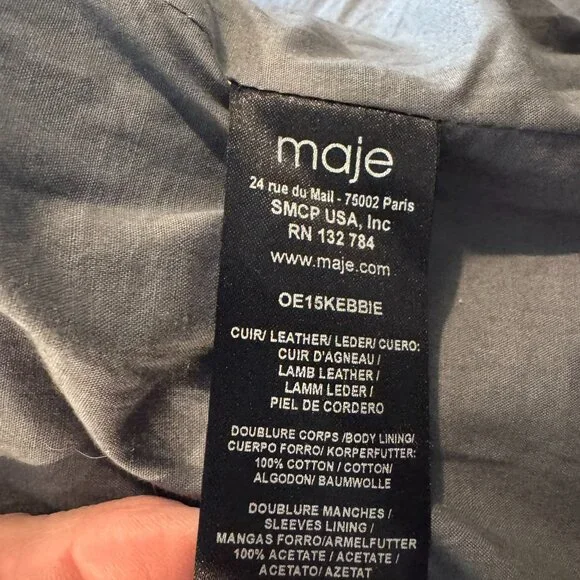 maje
24 rue du Mail - 75002 Paris
SMCP USA, Inc
RN 132 784
www.maje.com
OE15KEBBIE
CUIR/ LEATHER/ LEDER/ CUERO:
CUIR D'AGNEAU /
LAMB LEATHER /
LAMM LEDER /
PIEL DE CORDERO
DOUBLURE CORPS /BODY LINING/
CUERPO FORRO/ KORPERFUTTER:
100% COTTON / COTTON/
ALGODON/ BAUMWOLLE
DOUBLURE MANCHES /
SLEEVES LINING /
MANGAS FORRO/ARMELFUTTER
100% ACETATE / ACETATE /
ACETATO/ AZETAT